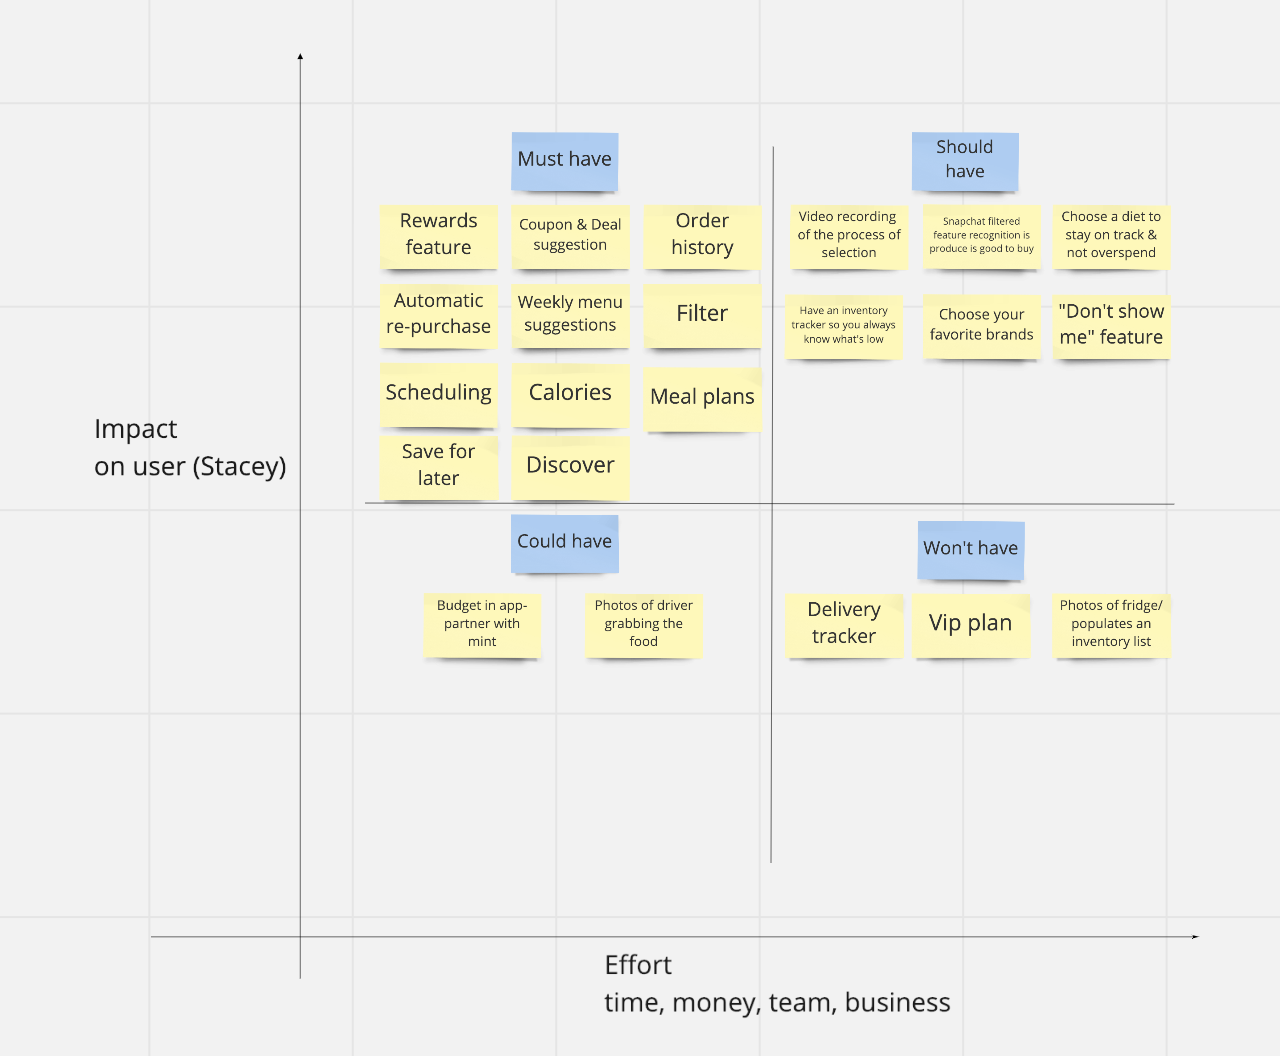 Must have
Should
have
Rewards
feature
Coupon & Deal
suggestion
Order
history
Video recording
of the process of
selection
Snapchat filtered
feature recognition is
produce is good to buy
Choose a diet to
stay on track &
not overspend
Automatic
re-purchase
Weekly menu
suggestions
Filter
Have an inventory
tracker so you always
know what's low
Choose your
favorite brands
"Don't show
me" feature
Scheduling
Calories
Meal plans
Save for
later
Discover
Impact
on user (Stacey)
Could have
Won't have
Budget in app-
partner with
mint
Photos of driver
grabbing the
food
Delivery
tracker
Vip plan
Photos of fridge/
populates an
inventory list
Effort
time, money, team, business